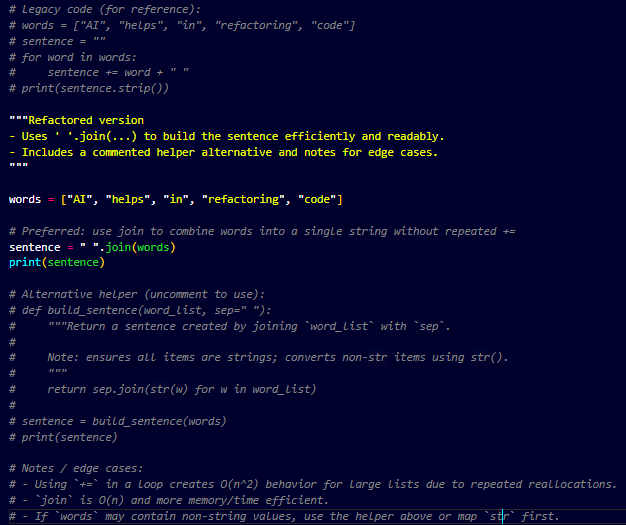 # Legacy code (for reference):
# words = ["AI", "helps", "in", "refactoring", "code"]
# sentence = ""
# for word in words:
#     sentence += word + " "
# print(sentence.strip())

"""Refactored version
- Uses ' '.join(...) to build the sentence efficiently and readably.
- Includes a commented helper alternative and notes for edge cases.
"""

words = ["AI", "helps", "in", "refactoring", "code"]

# Preferred: use join to combine words into a single string without repeated +=
sentence = " ".join(words)
print(sentence)

# Alternative helper (uncomment to use):
# def build_sentence(word_list, sep=" "):
#     """Return a sentence created by joining `word_list` with `sep`.
#
#     Note: ensures all items are strings; converts non-str items using str().
#     """
#     return sep.join(str(w) for w in word_list)
#
# sentence = build_sentence(words)
# print(sentence)

# Notes / edge cases:
# - Using `+=` in a loop creates O(n^2) behavior for large lists due to repeated reallocations.
# - `join` is O(n) and more memory/time efficient.
# - If `words` may contain non-string values, use the helper above or map `str` first.